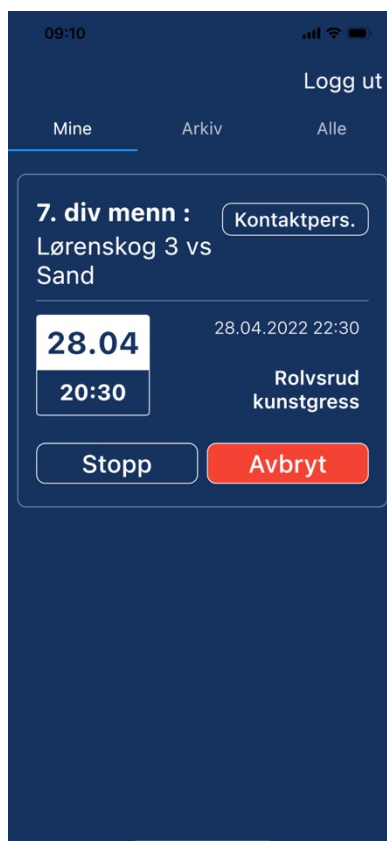 09:10
Logg ut
Mine Arkiv Alle
7. div menn : Kontaktpers.
Lørenskog 3 vs
Sand
28.04 28.04.2022 22:30
20:30 Rolvsrud
kunstgress
Stopp Avbryt